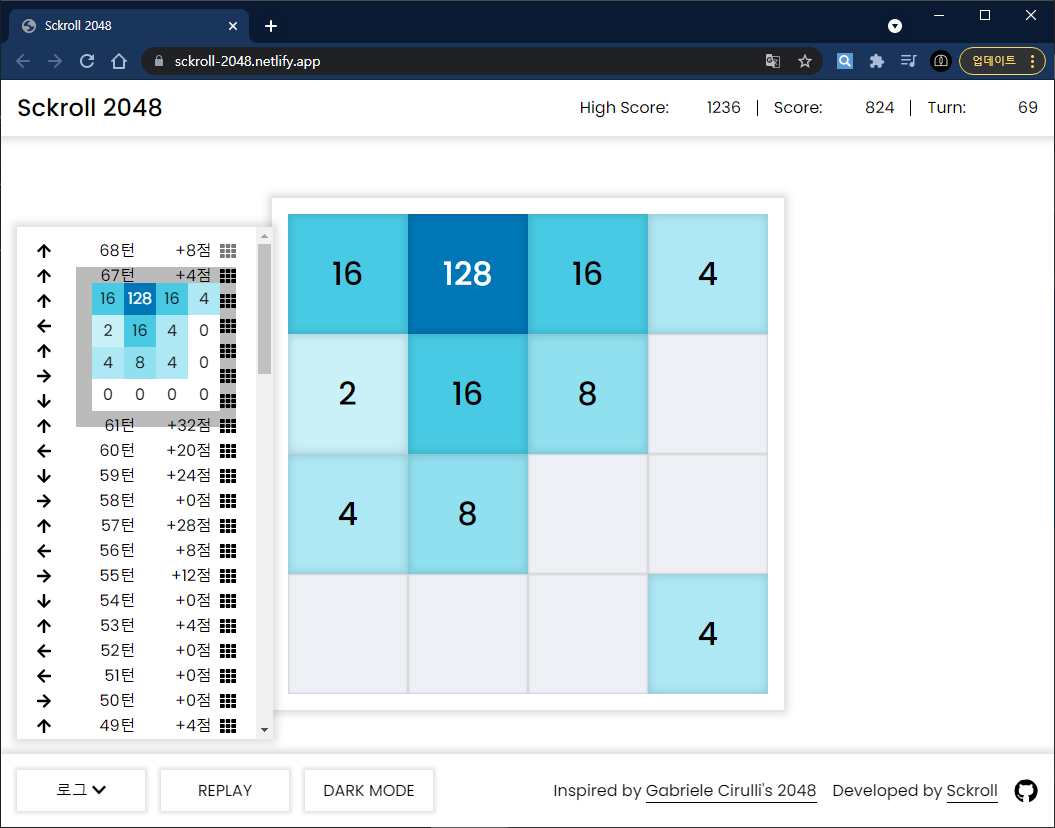 Sckroll 2048
업데이트
sckroll-2048.netlify.app
Sckroll 2048
High Score: 1236 | Score: 824 | Turn: 69
68턴 +8점
67턴 +4점
16 128 16 4
2 16 4 0
4 8 4 0
0 0 0 0
61턴 +32점
60턴 +20점
59턴 +24점
58턴 +0점
57턴 +28점
56턴 +8점
55턴 +12점
54턴 +0점
53턴 +4점
52턴 +0점
51턴 +0점
50턴 +0점
49턴 +4점
16 128 16 4
2 16 8
4 8
4
로그
REPLAY
DARK MODE
Inspired by Gabriele Cirulli's 2048 Developed by Sckroll